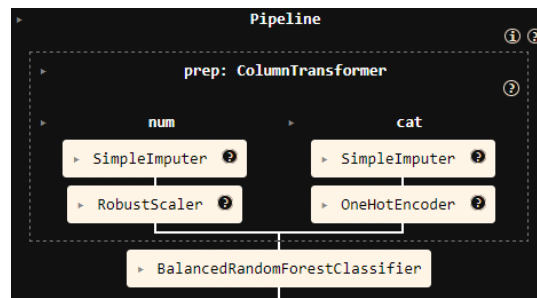 Pipeline
prep: ColumnTransformer
num cat
SimpleImputer ? SimpleImputer ?
RobustScaler ? OneHotEncoder ?
BalancedRandomForestClassifier